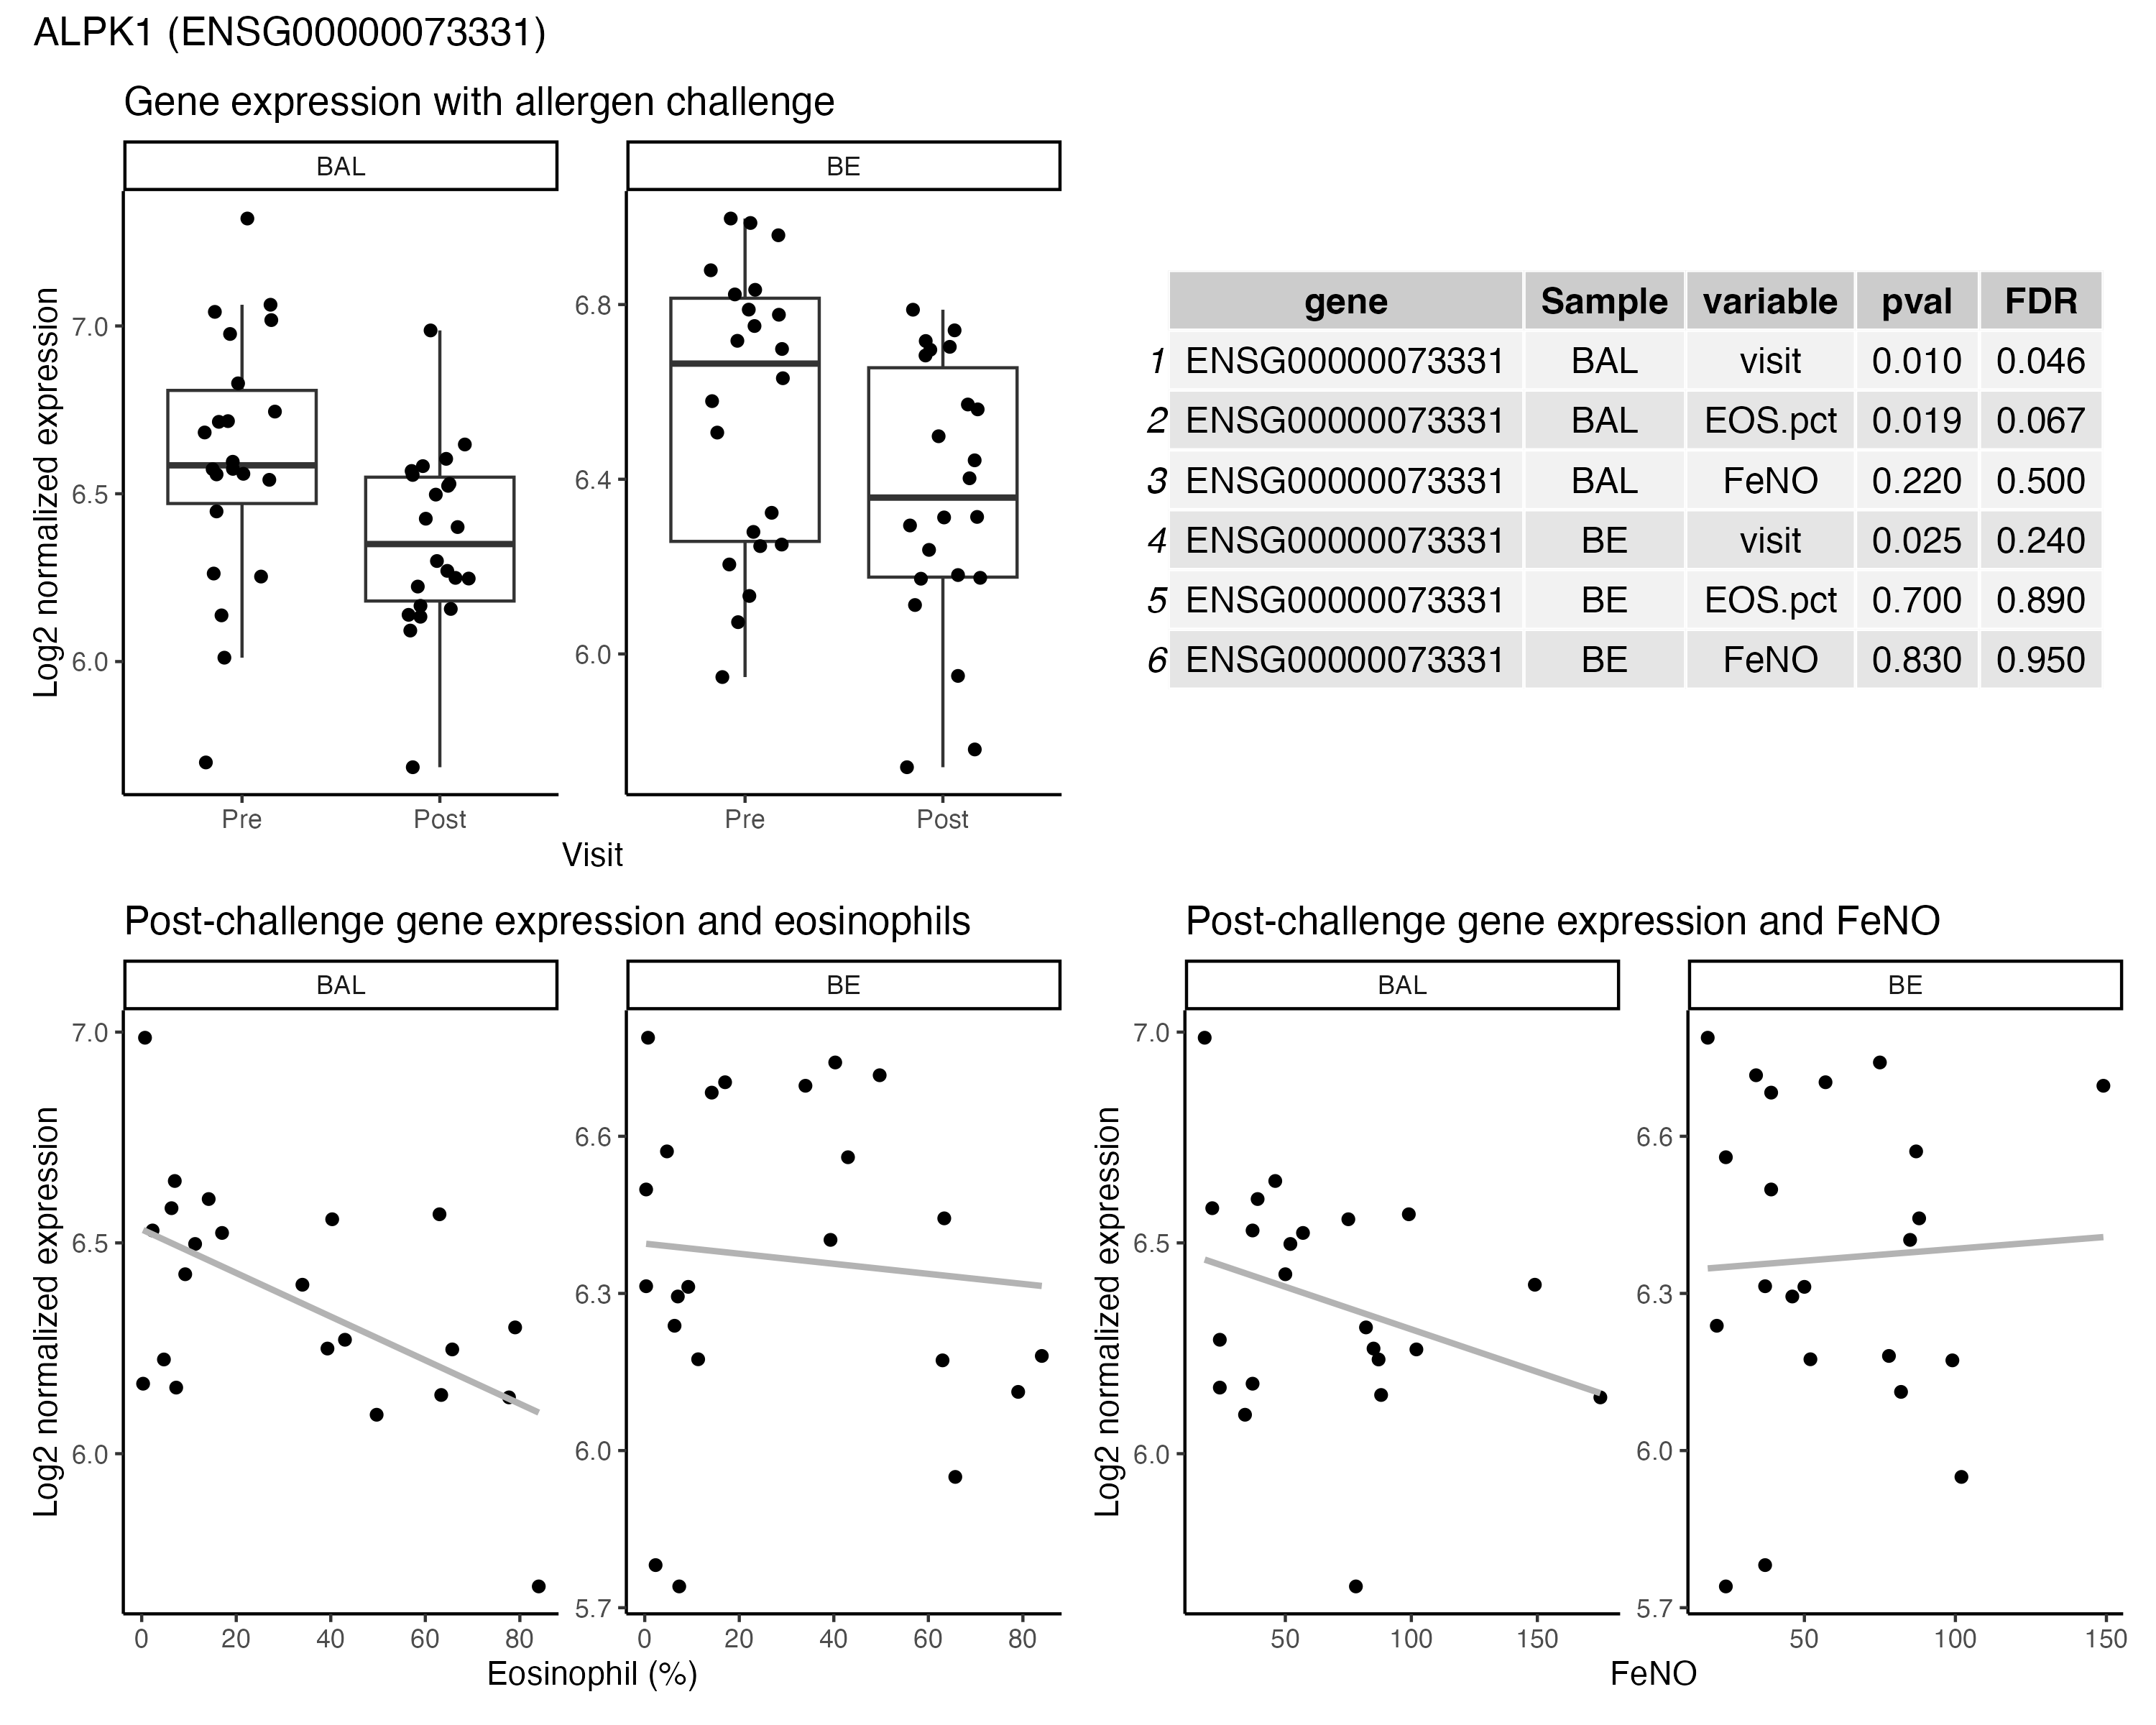 ALPK1 (ENSG00000073331)
Gene expression with allergen challenge
BAL
BE
Log2 normalized expression
7.0
6.5
6.0
6.8
6.4
6.0
Pre
Post
Pre
Post
Visit
gene Sample variable pval FDR
1 ENSG00000073331 BAL visit 0.010 0.046
2 ENSG00000073331 BAL EOS.pct 0.019 0.067
3 ENSG00000073331 BAL FeNO 0.220 0.500
4 ENSG00000073331 BE visit 0.025 0.240
5 ENSG00000073331 BE EOS.pct 0.700 0.890
6 ENSG00000073331 BE FeNO 0.830 0.950
Post-challenge gene expression and eosinophils
BAL
BE
Log2 normalized expression
7.0
6.5
6.0
6.6
6.3
6.0
5.7
0 20 40 60 80
0 20 40 60 80
Eosinophil (%)
Post-challenge gene expression and FeNO
BAL
BE
Log2 normalized expression
7.0
6.5
6.0
6.6
6.3
6.0
5.7
50 100 150
50 100 150
FeNO